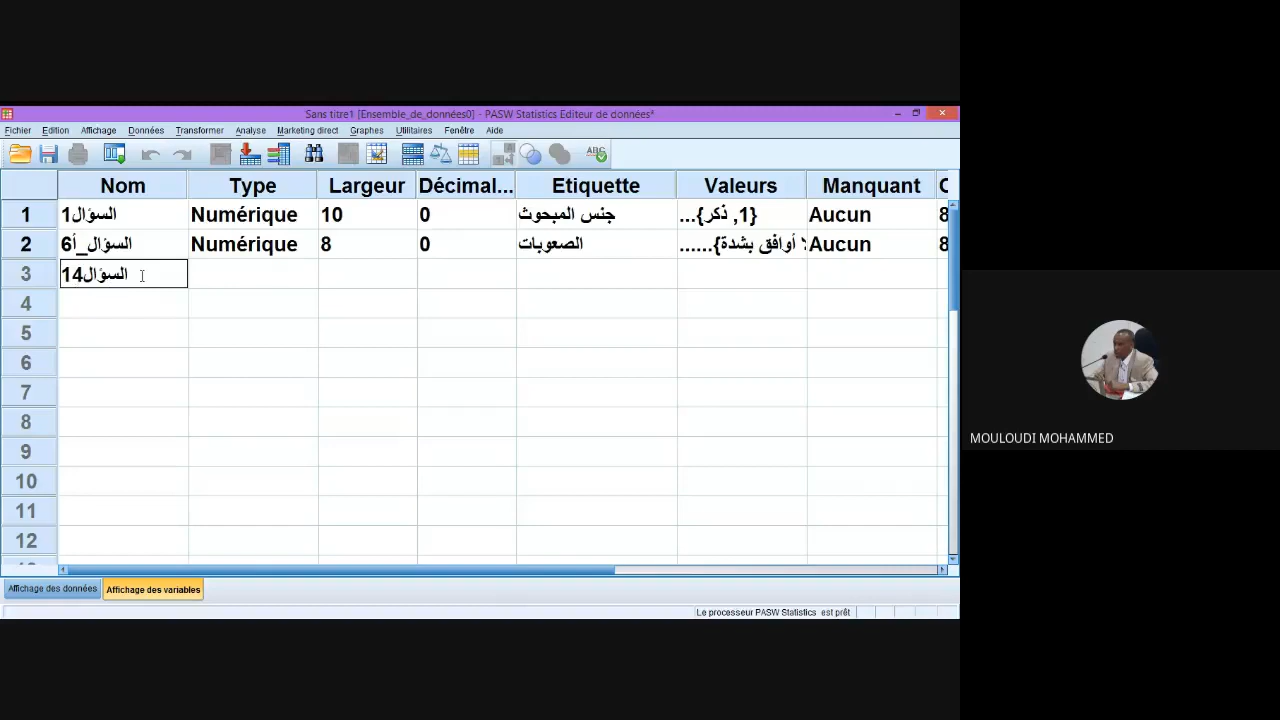 Sans titre1 [Ensemble_de_données0] - PASW Statistics Editeur de données*
Fichier Edition Affichage Données Transformer Analyse Marketing direct Graphes Utilitaires Fenêtre Aide
Nom Type Largeur Décimal... Etiquette Valeurs Manquant C
1 السؤال1 Numérique 10 0 جنس المبحوث {1, ذكر}... Aucun 8
2 السؤال_أ6 Numérique 8 0 الصعوبات ......{لا أوافق بشدة Aucun 8
3 السؤال14
4
5
6
7
8
9
10
11
12
Affichage des données Affichage des variables
Le processeur PASW Statistics est prêt
MOULOUDI MOHAMMED